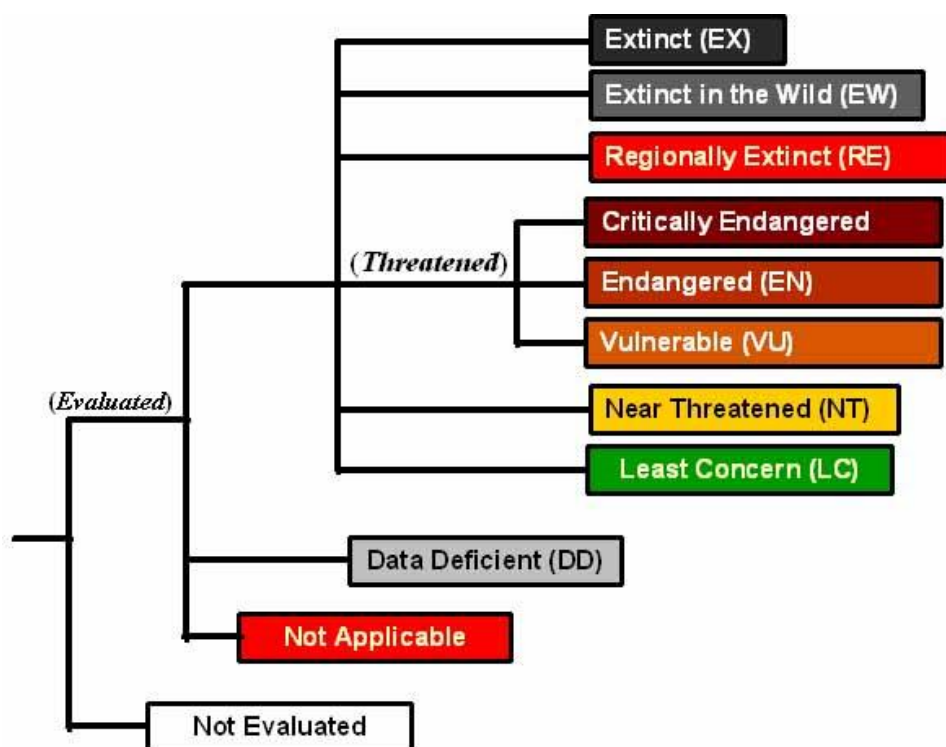 Extinct (EX)
Extinct in the Wild (EW)
Regionally Extinct (RE)
Critically Endangered
(Threatened)
Endangered (EN)
Vulnerable (VU)
(Evaluated)
Near Threatened (NT)
Least Concern (LC)
Data Deficient (DD)
Not Applicable
Not Evaluated